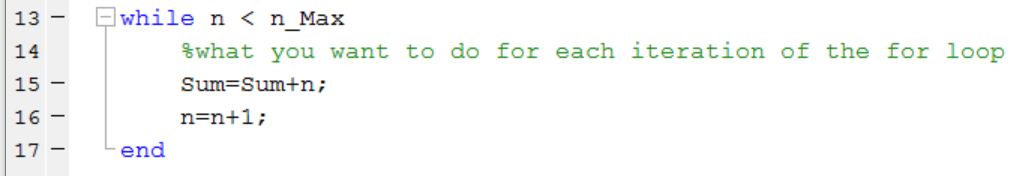 13 - while n < n_Max
14 %what you want to do for each iteration of the for loop
15 - Sum=Sum+n;
16 - n=n+1;
17 - end